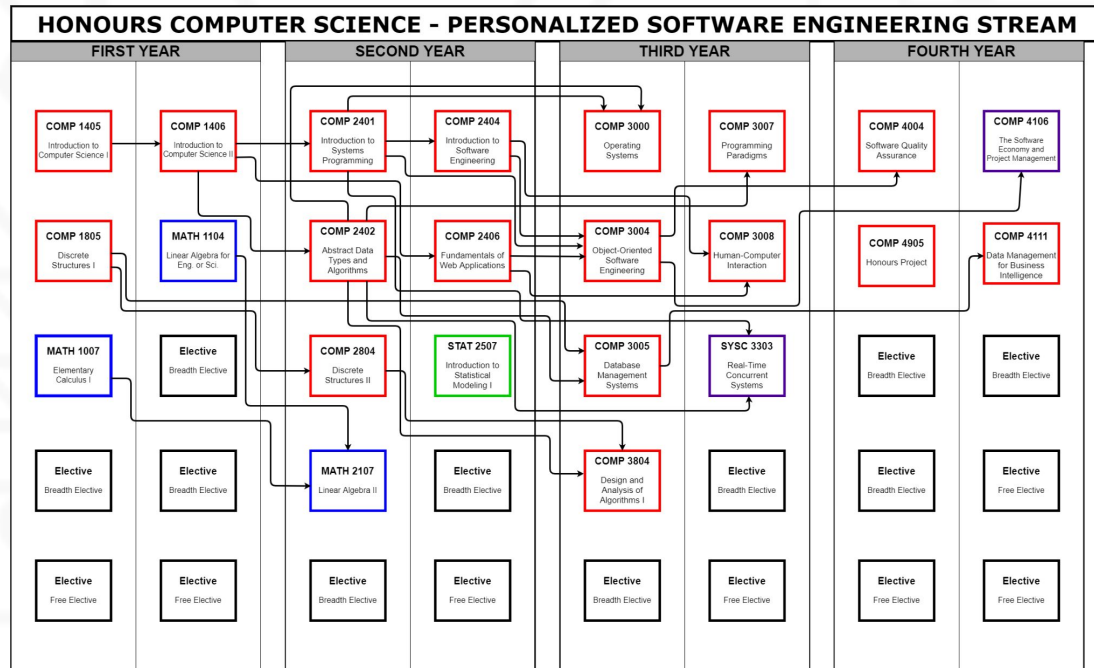 HONOURS COMPUTER SCIENCE - PERSONALIZED SOFTWARE ENGINEERING STREAM
FIRST YEAR
SECOND YEAR
THIRD YEAR
FOURTH YEAR
COMP 1405
Introduction to
Computer Science I
COMP 1406
Introduction to
Computer Science II
COMP 2401
Introduction to
Systems
Programming
COMP 2404
Introduction to
Software
Engineering
COMP 3000
Operating
Systems
COMP 3007
Programming
Paradigms
COMP 4004
Software Quality
Assurance
COMP 4106
The Software
Economy and
Project Management
COMP 1805
Discrete
Structures I
MATH 1104
Linear Algebra for
Eng. or Sci.
COMP 2402
Abstract Data
Types and
Algorithms
COMP 2406
Fundamentals of
Web Applications
COMP 3004
Object-Oriented
Software
Engineering
COMP 3008
Human-Computer
Interaction
COMP 4905
Honours Project
COMP 4111
Data Management
for Business
Intelligence
MATH 1007
Elementary
Calculus I
Elective
Breadth Elective
COMP 2804
Discrete
Structures II
STAT 2507
Introduction to
Statistical
Modeling I
COMP 3005
Database
Management
Systems
SYSC 3303
Real-Time
Concurrent
Systems
Elective
Breadth Elective
Elective
Breadth Elective
Elective
Breadth Elective
Elective
Breadth Elective
MATH 2107
Linear Algebra II
Elective
Breadth Elective
COMP 3804
Design and
Analysis of
Algorithms I
Elective
Breadth Elective
Elective
Breadth Elective
Elective
Free Elective
Elective
Free Elective
Elective
Free Elective
Elective
Breadth Elective
Elective
Free Elective
Elective
Breadth Elective
Elective
Free Elective
Elective
Free Elective
Elective
Free Elective